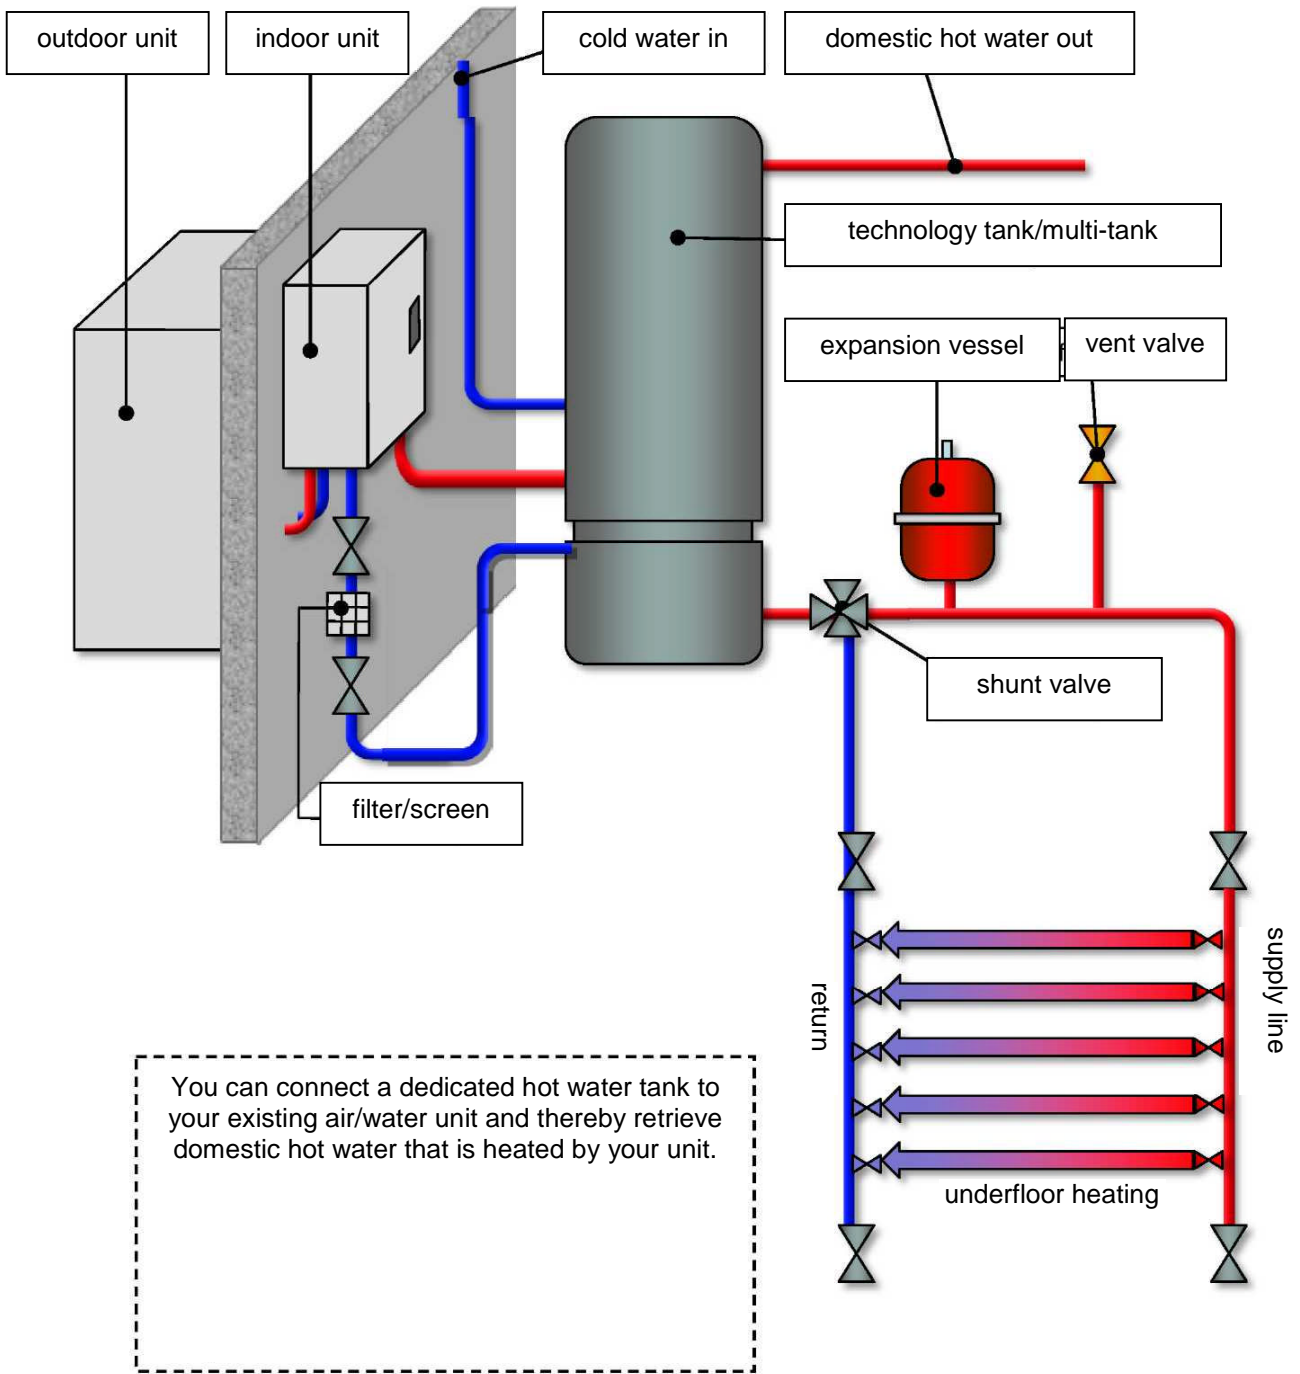 outdoor unit
indoor unit
cold water in
domestic hot water out
technology tank/multi-tank
expansion vessel
vent valve
shunt valve
filter/screen
supply line
return
You can connect a dedicated hot water tank to
your existing air/water unit and thereby retrieve
domestic hot water that is heated by your unit.
underfloor heating